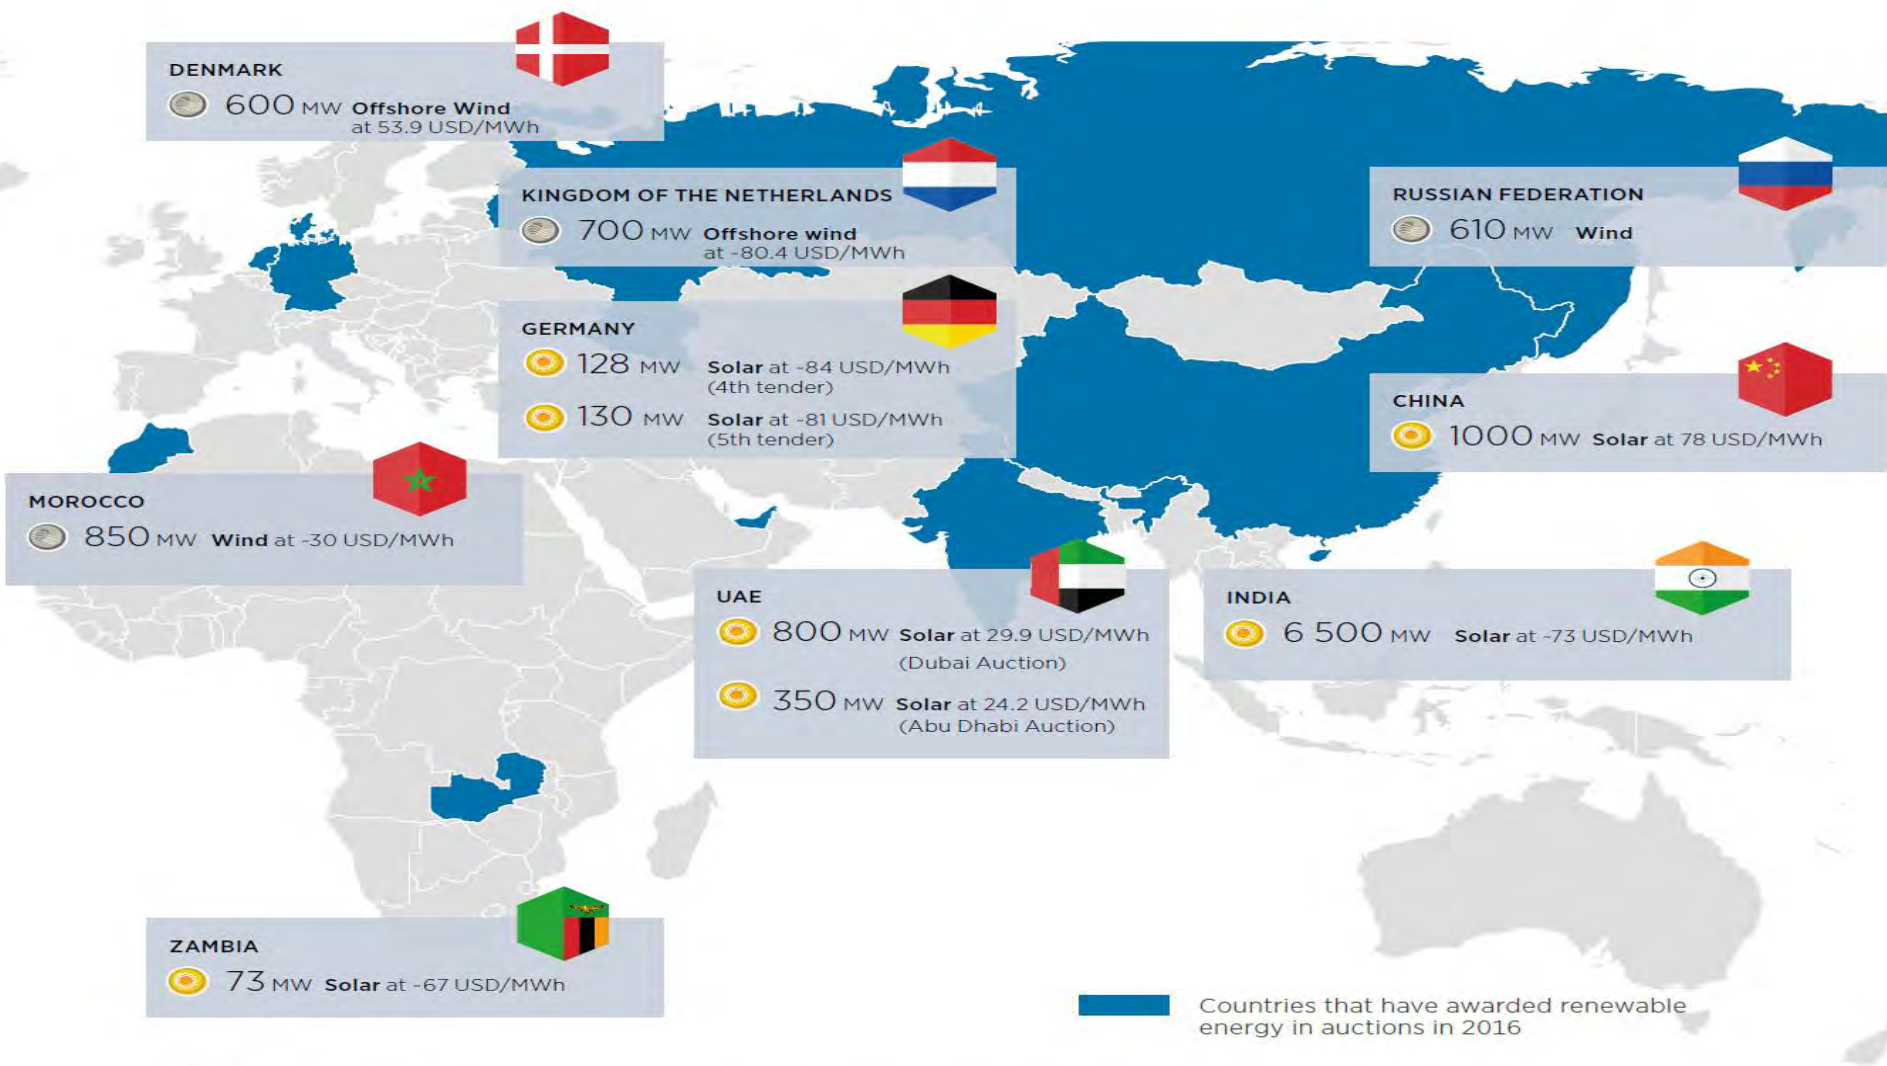 DENMARK
600 MW Offshore Wind
at 53.9 USD/MWh
KINGDOM OF THE NETHERLANDS
700 MW Offshore wind
at ~80.4 USD/MWh
RUSSIAN FEDERATION
610 MW Wind
GERMANY
128 MW Solar at ~84 USD/MWh
(4th tender)
130 MW Solar at ~81 USD/MWh
(5th tender)
CHINA
1000 MW Solar at 78 USD/MWh
MOROCCO
850 MW Wind at ~30 USD/MWh
UAE
800 MW Solar at 29.9 USD/MWh
(Dubai Auction)
350 MW Solar at 24.2 USD/MWh
(Abu Dhabi Auction)
INDIA
6 500 MW Solar at ~73 USD/MWh
ZAMBIA
73 MW Solar at ~67 USD/MWh
Countries that have awarded renewable
energy in auctions in 2016